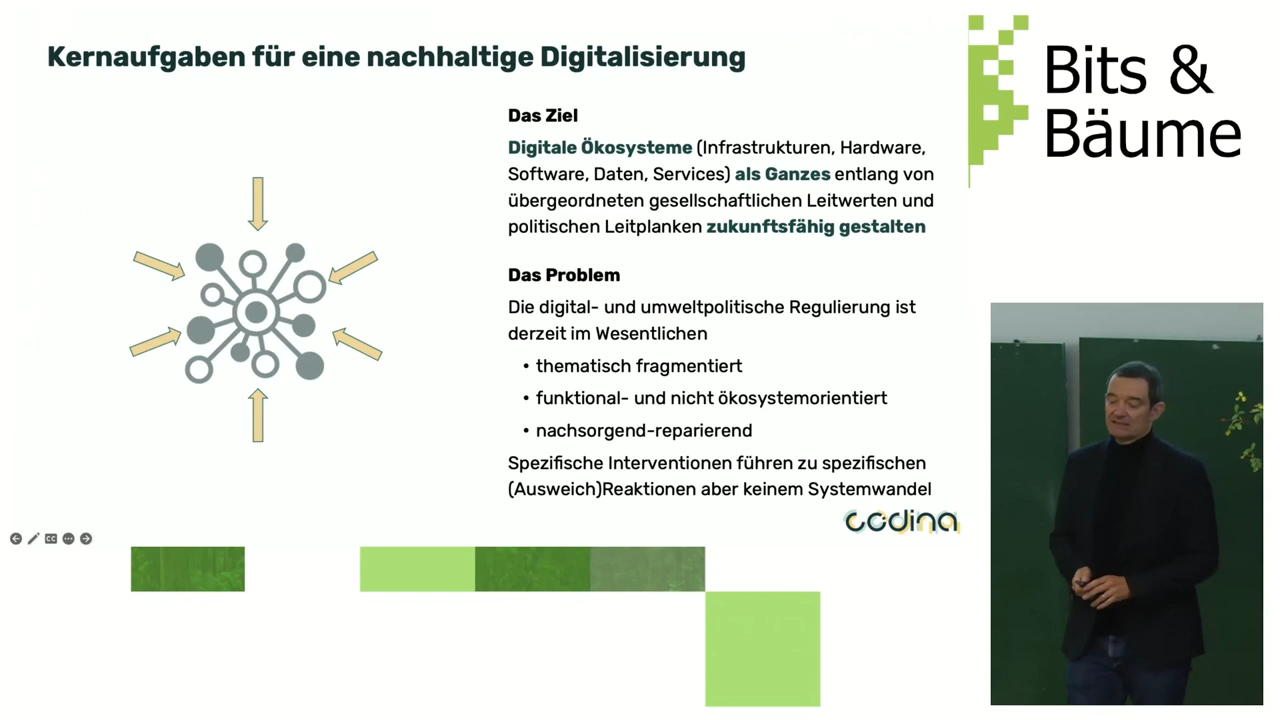 Kernaufgaben für eine nachhaltige Digitalisierung
Bits &
Bäume
Das Ziel
Digitale Ökosysteme (Infrastrukturen, Hardware,
Software, Daten, Services) als Ganzes entlang von
übergeordneten gesellschaftlichen Leitwerten und
politischen Leitplanken zukunftsfähig gestalten
Das Problem
Die digital- und umweltpolitische Regulierung ist
derzeit im Wesentlichen
• thematisch fragmentiert
• funktional- und nicht ökosystemorientiert
• nachsorgend-reparierend
Spezifische Interventionen führen zu spezifischen
(Ausweich)Reaktionen aber keinem Systemwandel
codina
CC